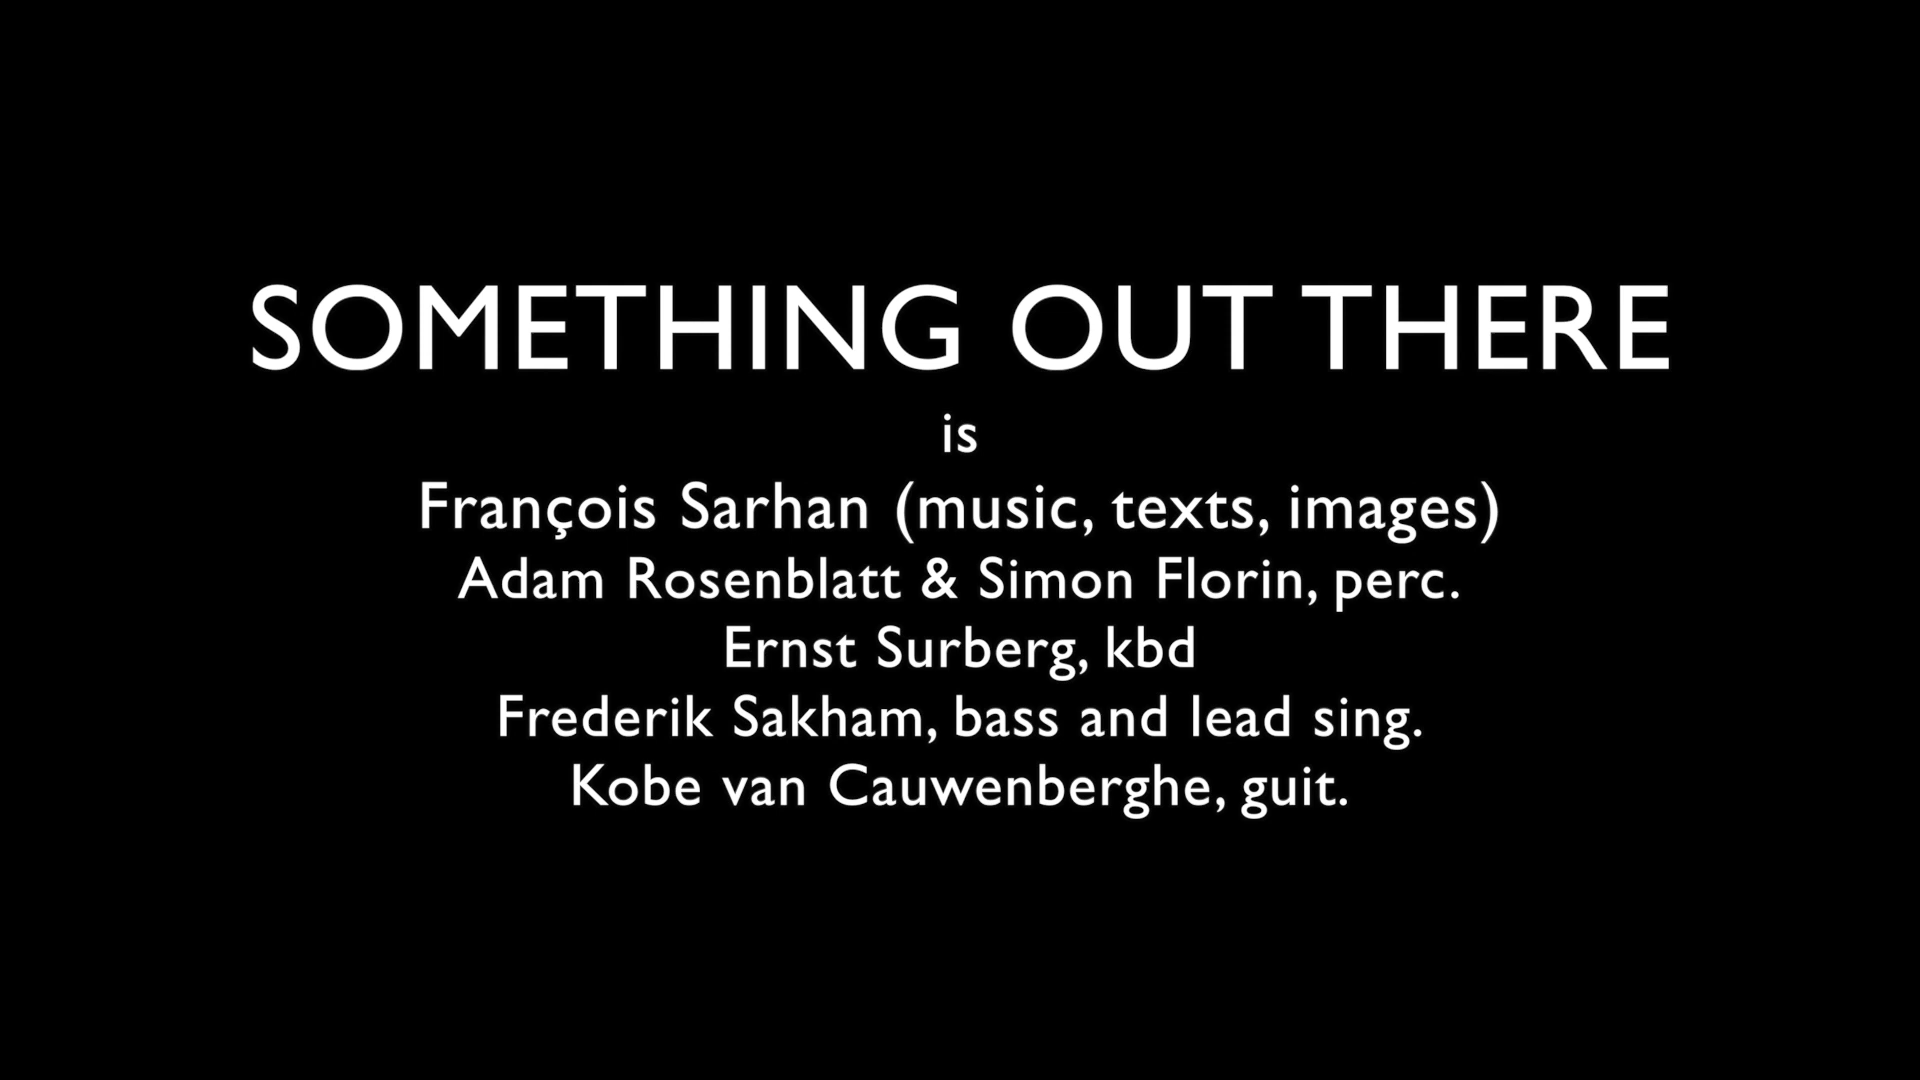 SOMETHING OUT THERE
is
François Sarhan (music, texts, images)
Adam Rosenblatt & Simon Florin, perc.
Ernst Surberg, kbd
Frederik Sakham, bass and lead sing.
Kobe van Cauwenberghe, guit.